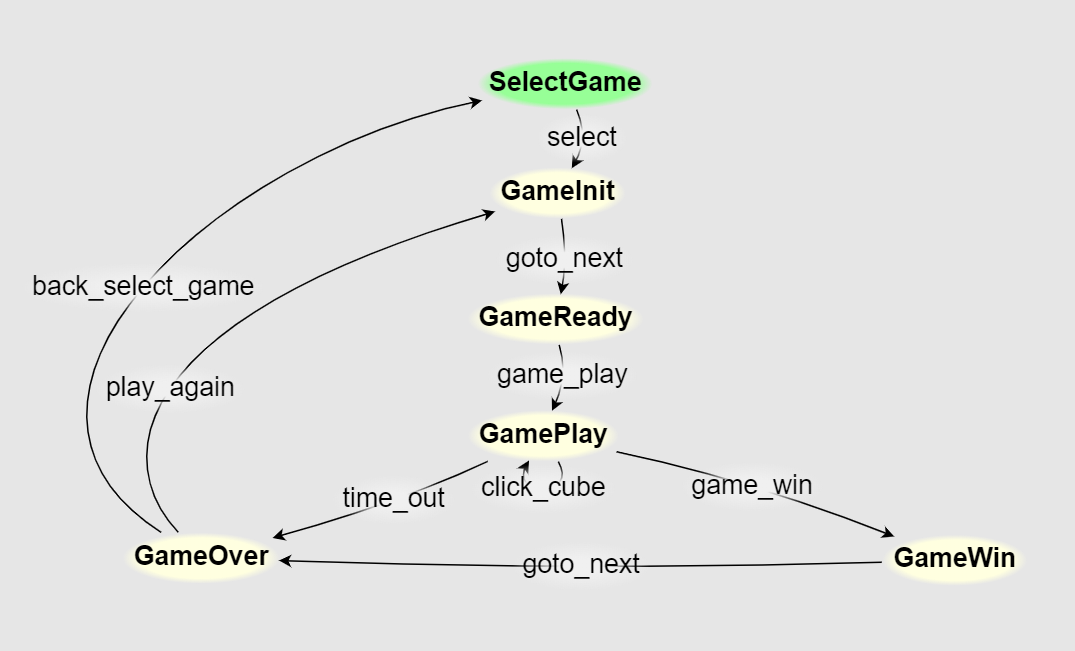 SelectGame
select
GameInit
goto_next
back_select_game
GameReady
game_play
play_again
GamePlay
time_out
click_cube
game_win
GameOver
goto_next
GameWin